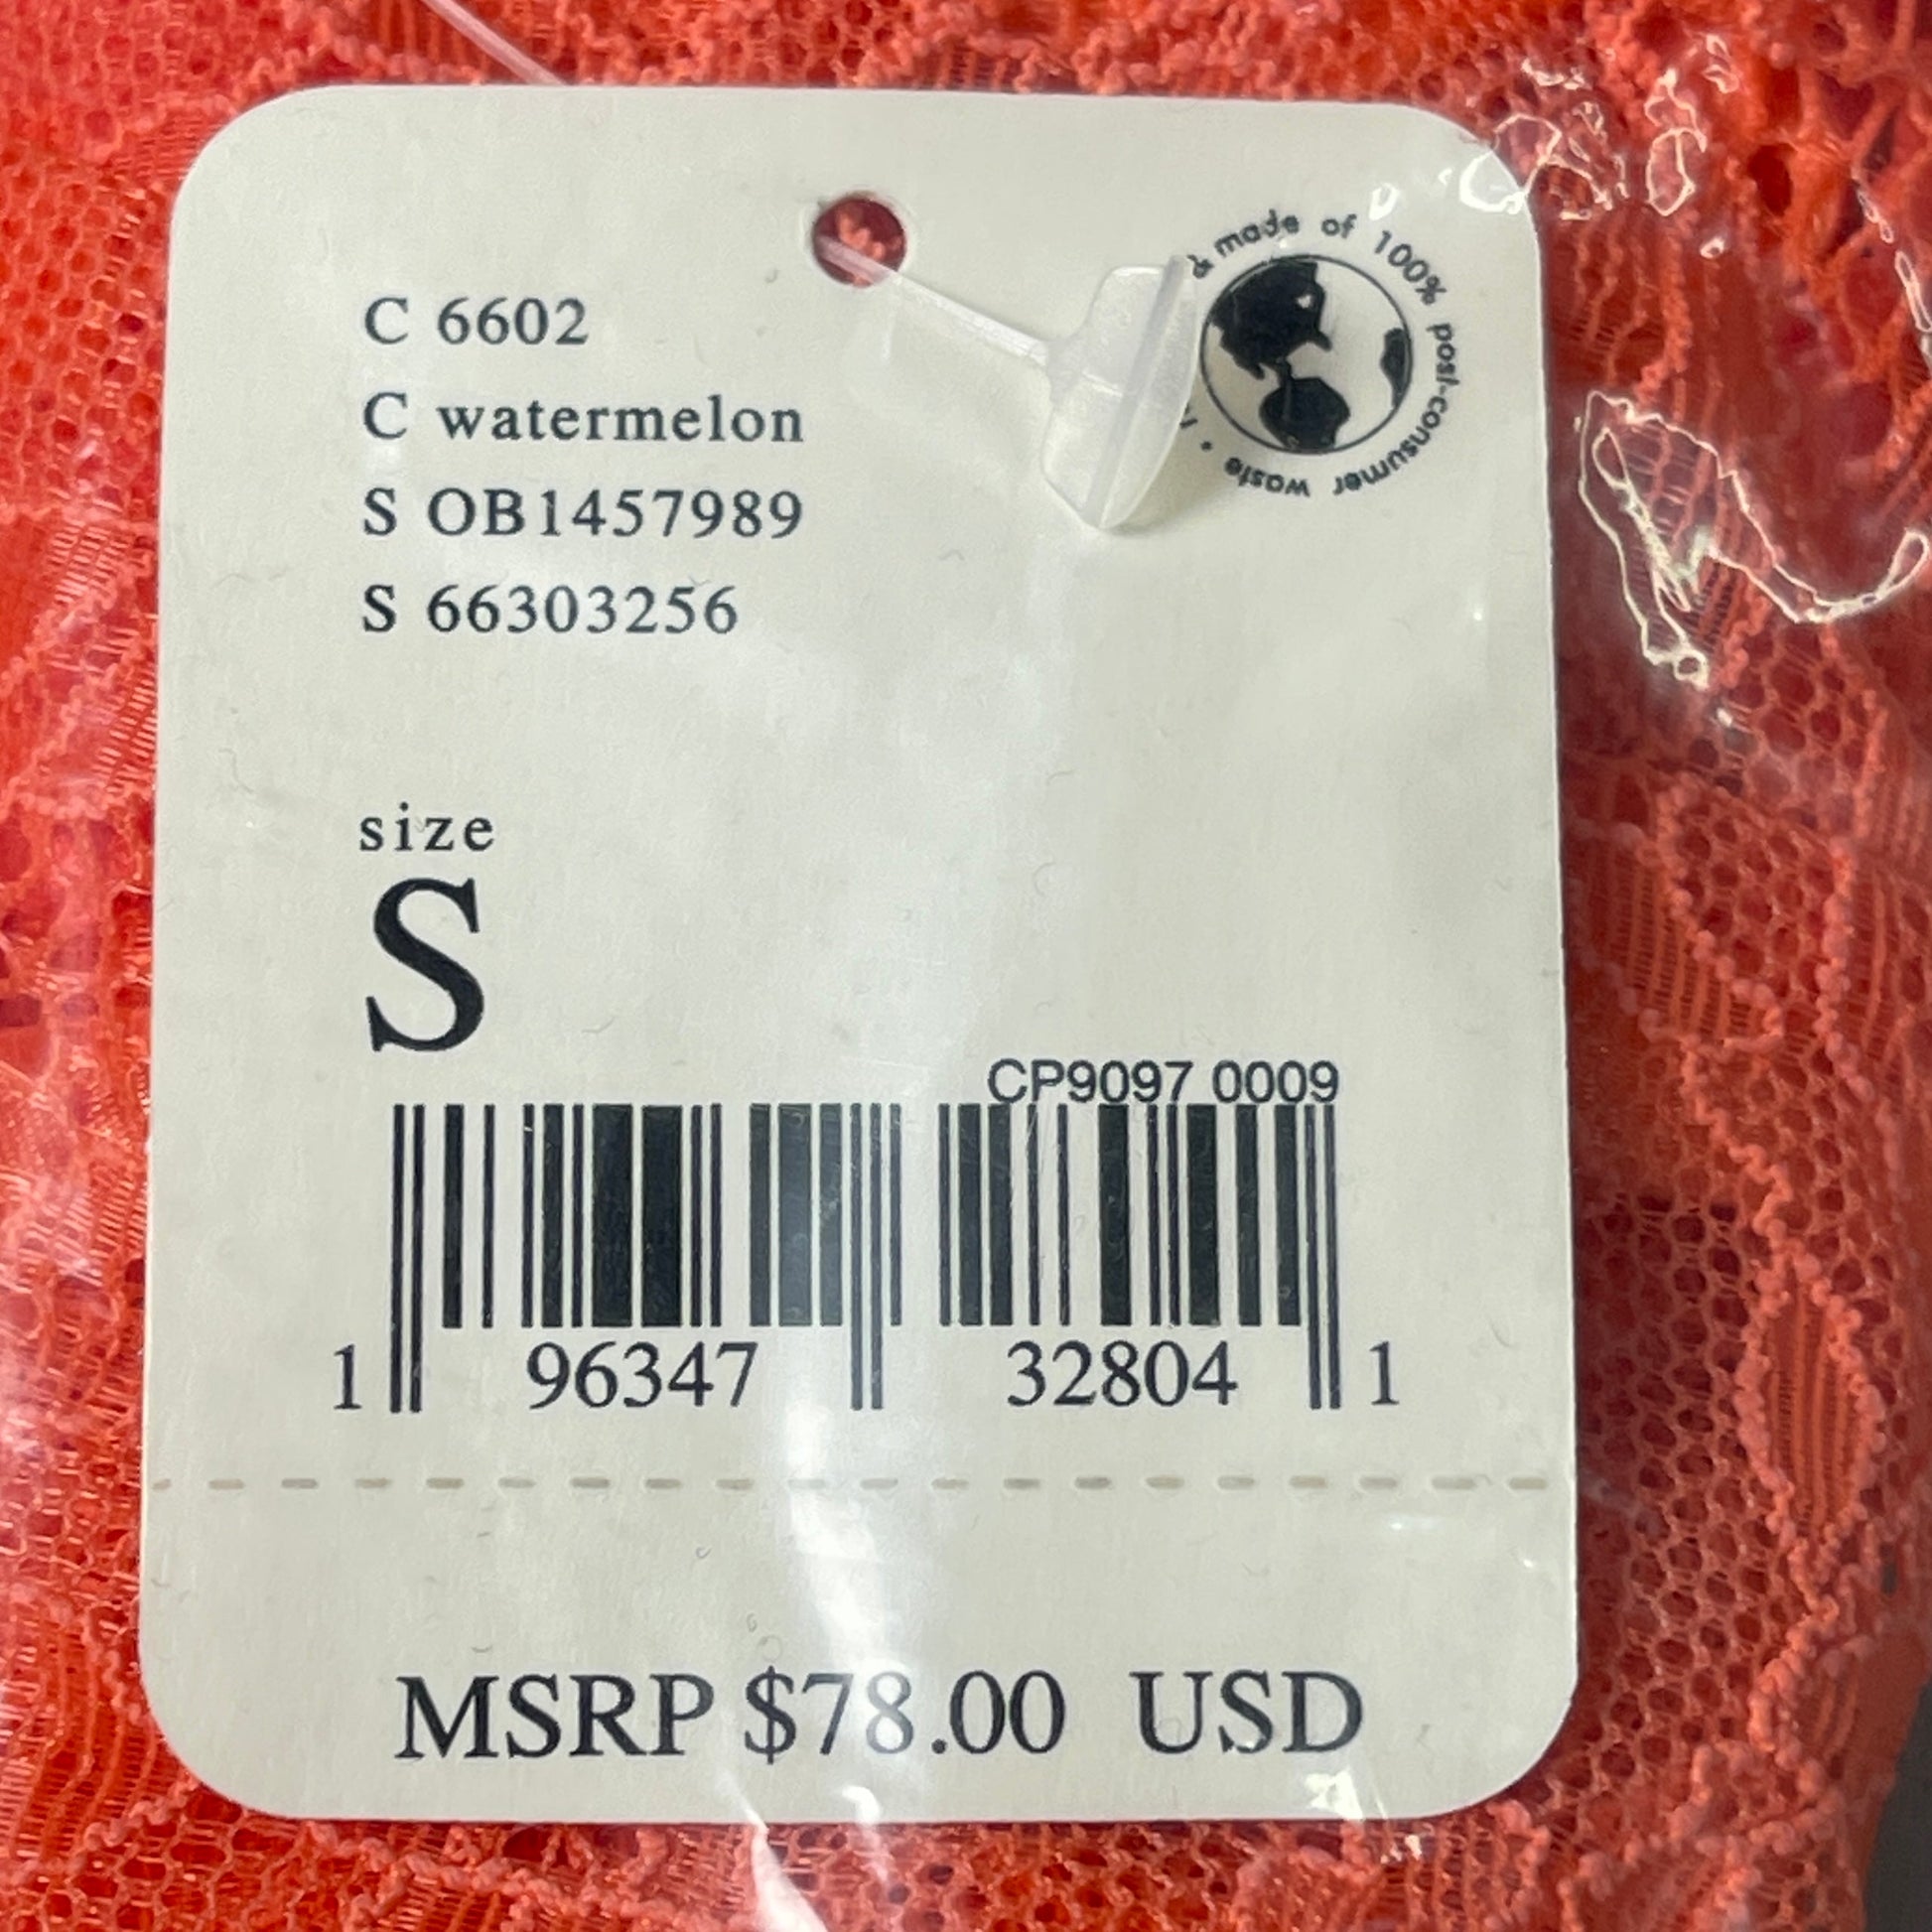 C 6602
C watermelon
S OB1457989
S 66303256
& made of 100% post-consumer waste •
size
S
CP9097 0009
1 96347 32804 1
MSRP $78.00 USD